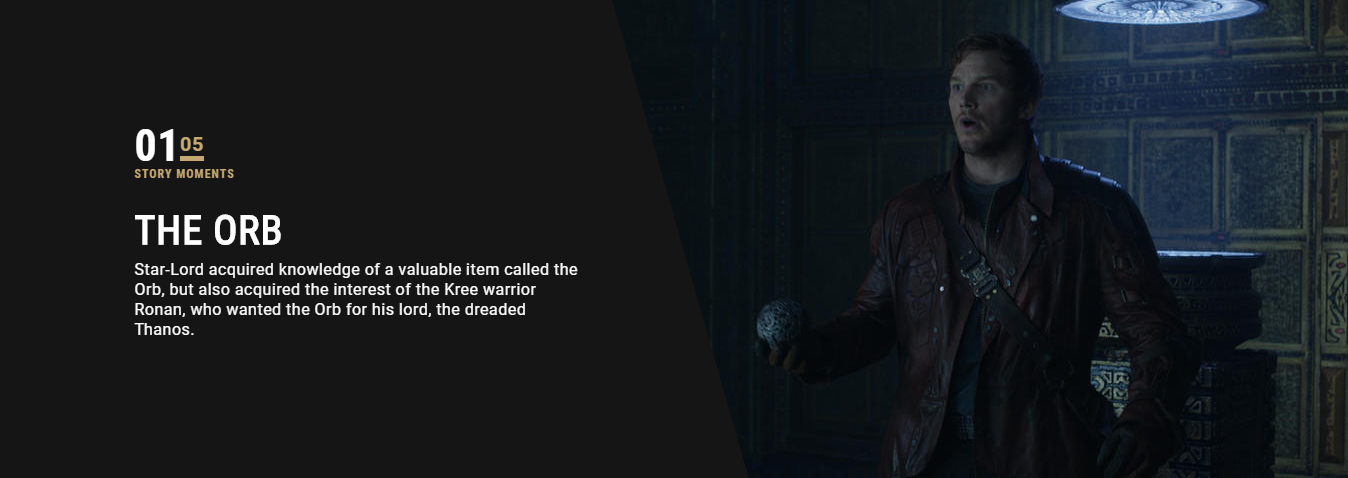 01 05
STORY MOMENTS
THE ORB
Star-Lord acquired knowledge of a valuable item called the
Orb, but also acquired the interest of the Kree warrior
Ronan, who wanted the Orb for his lord, the dreaded
Thanos.